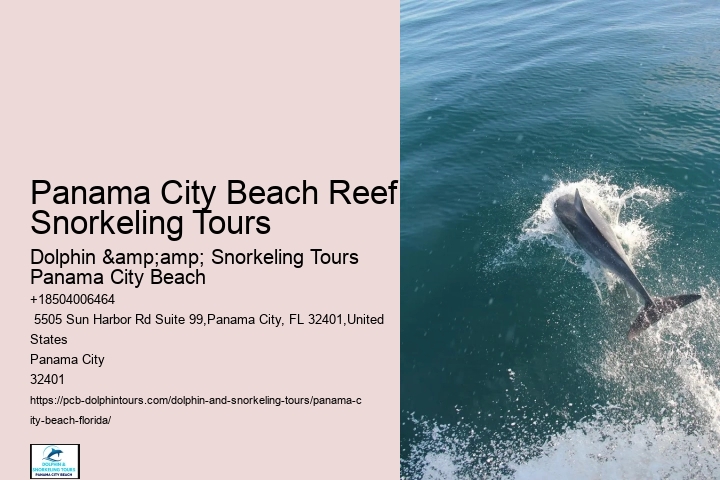 Panama City Beach Reef
Snorkeling Tours
Dolphin &amp;amp; Snorkeling Tours
Panama City Beach
+18504006464
5505 Sun Harbor Rd Suite 99,Panama City, FL 32401,United
States
Panama City
32401
https://pcb-dolphintours.com/dolphin-and-snorkeling-tours/panama-c
ity-beach-florida/
DOLPHIN &
SNORKELING TOURS
PANAMA CITY BEACH